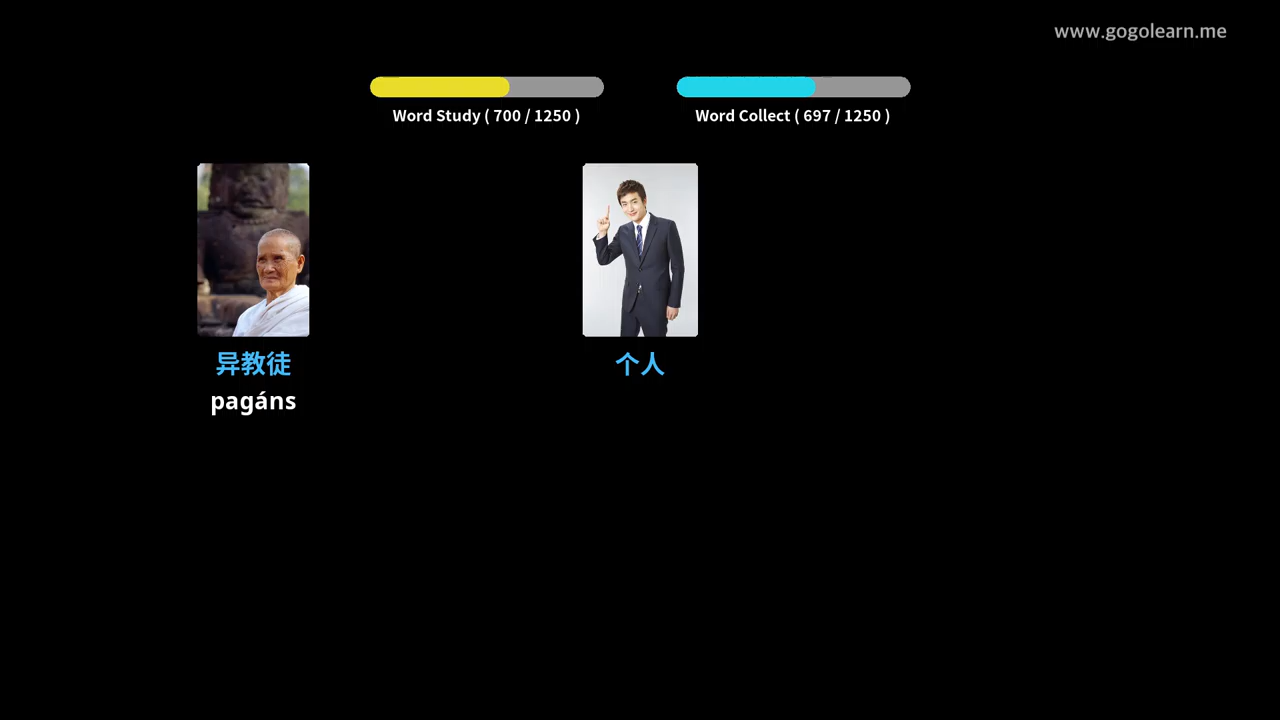 www.gogolearn.me
Word Study ( 700 / 1250 )
Word Collect ( 697 / 1250 )
异教徒
个人
pagáns